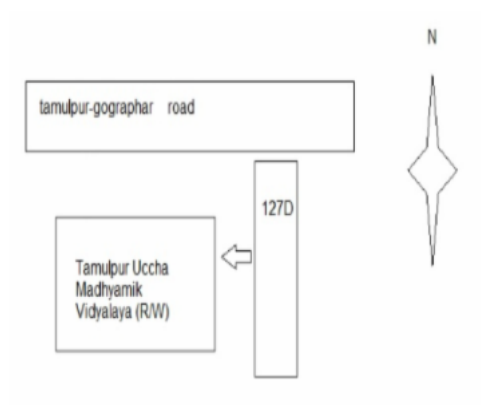 N
tamulpur-gographar road
127D
Tamulpur Uccha
Madhyamik
Vidyalaya (R/W)